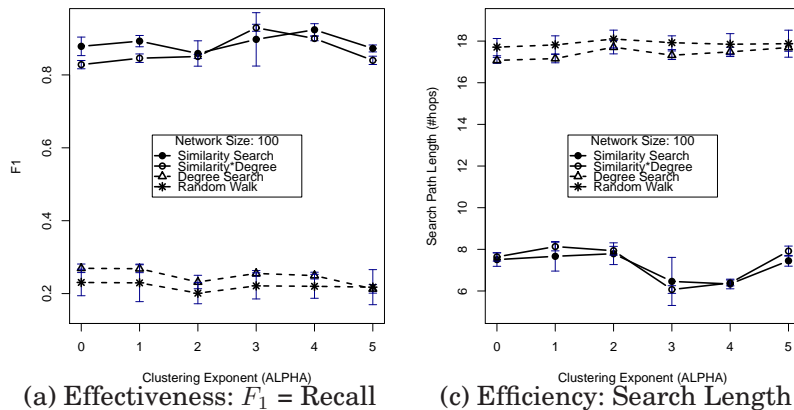 0.8
0.6
0.4
0.2
F1
Network Size: 100
Similarity Search
Similarity*Degree
Degree Search
Random Walk
0 1 2 3 4 5
Clustering Exponent (ALPHA)
(a) Effectiveness: F1 = Recall
18
16
14
12
10
8
6
Search Path Length (#hops)
Network Size: 100
Similarity Search
Similarity*Degree
Degree Search
Random Walk
0 1 2 3 4 5
Clustering Exponent (ALPHA)
(c) Efficiency: Search Length